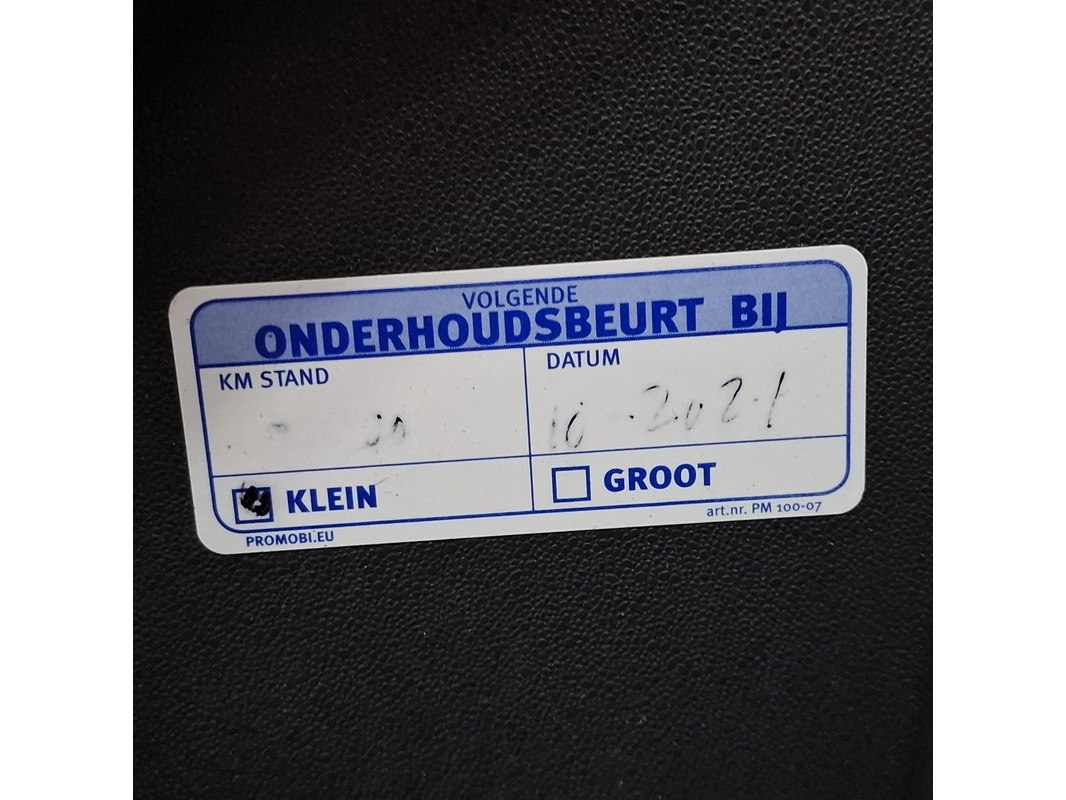 VOLGENDE
ONDERHOUDSBEURT BIJ
KM STAND
DATUM
10-2021
KLEIN
GROOT
PROMOBI.EU
art.nr. PM 100-07